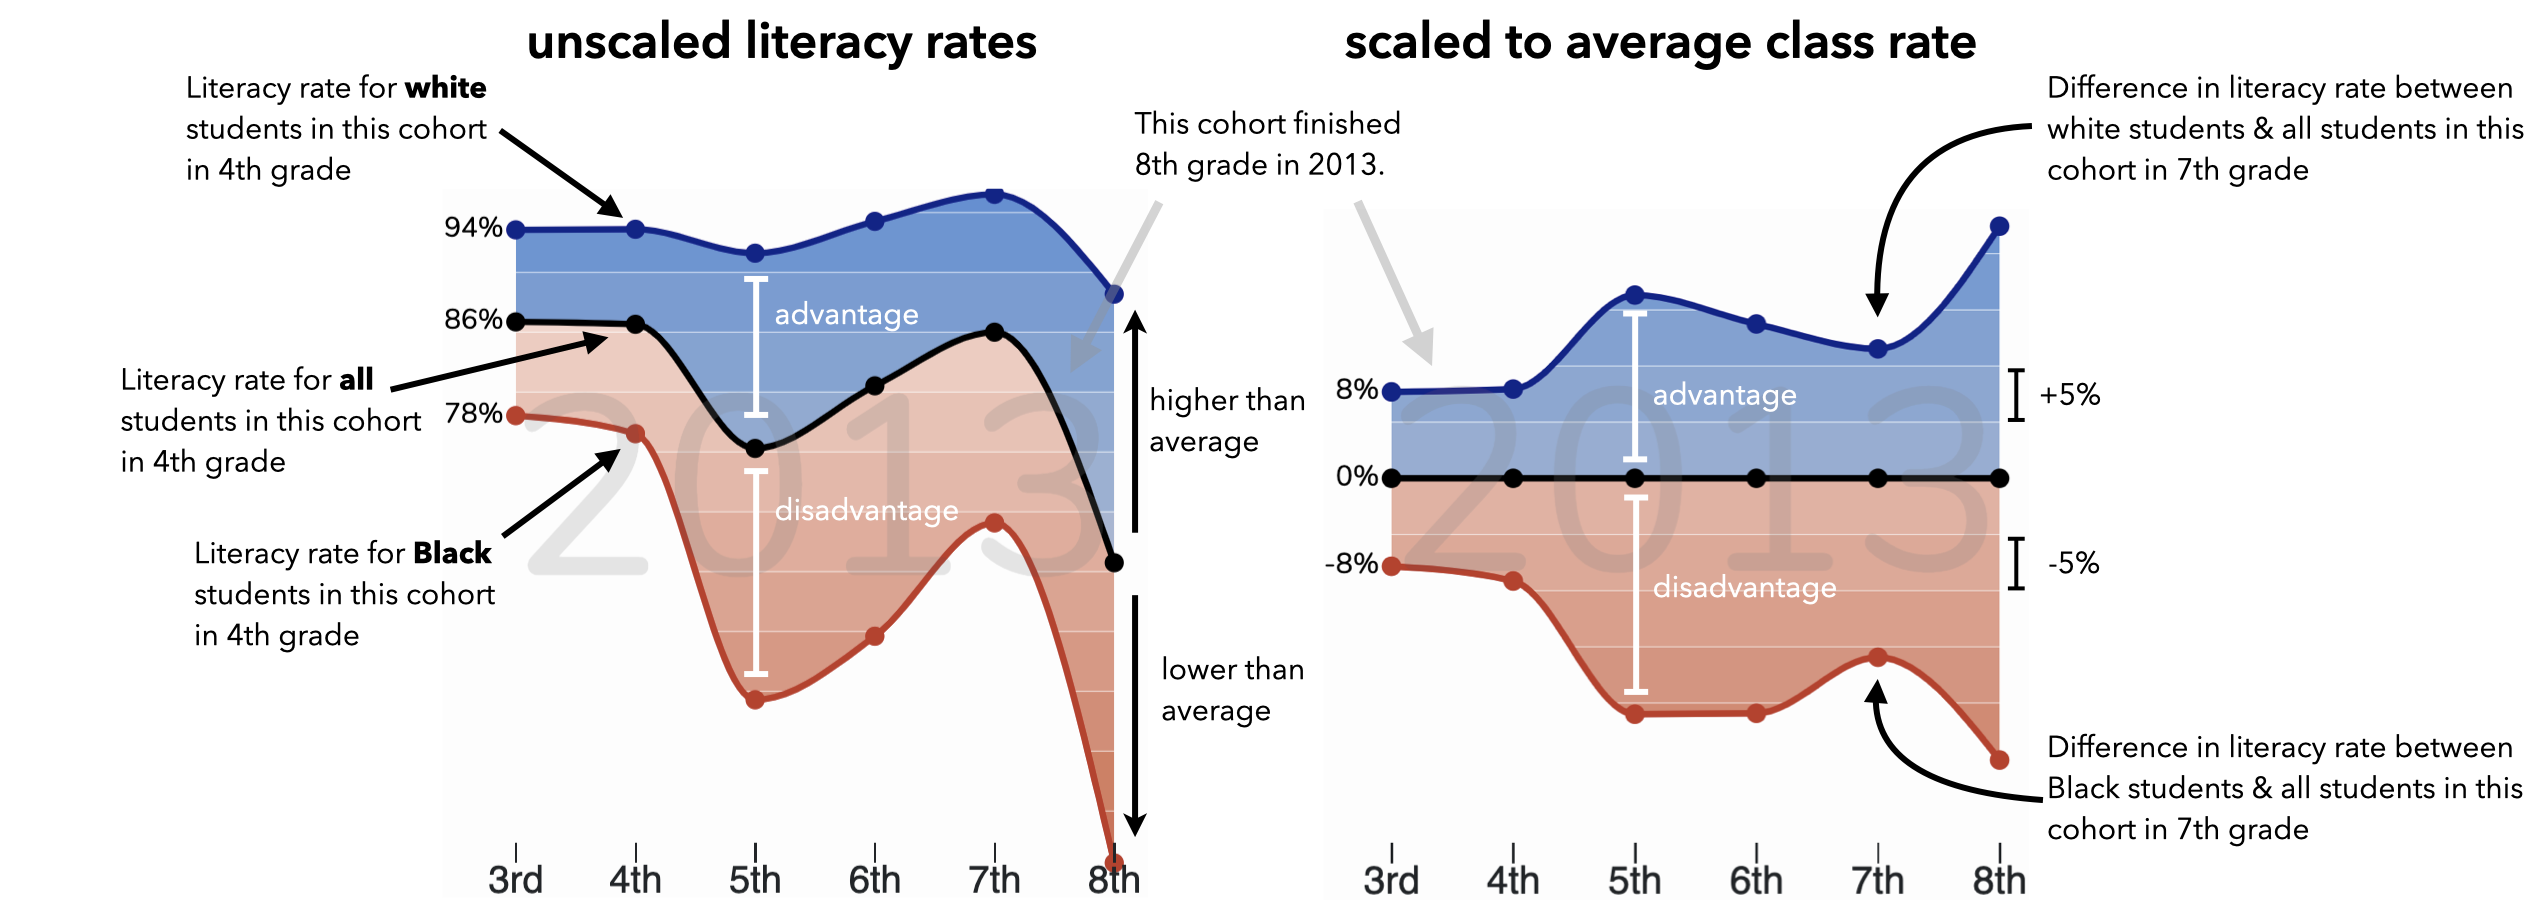 unscaled literacy rates
scaled to average class rate
Literacy rate for white
students in this cohort
in 4th grade
This cohort finished
8th grade in 2013.
Difference in literacy rate between
white students & all students in this
cohort in 7th grade
94%
86%
78%
Literacy rate for all
students in this cohort
in 4th grade
Literacy rate for Black
students in this cohort
in 4th grade
advantage
disadvantage
2013
higher than
average
lower than
average
3rd 4th 5th 6th 7th 8th
8%
0%
-8%
advantage
disadvantage
2013
+5%
-5%
Difference in literacy rate between
Black students & all students in this
cohort in 7th grade
3rd 4th 5th 6th 7th 8th